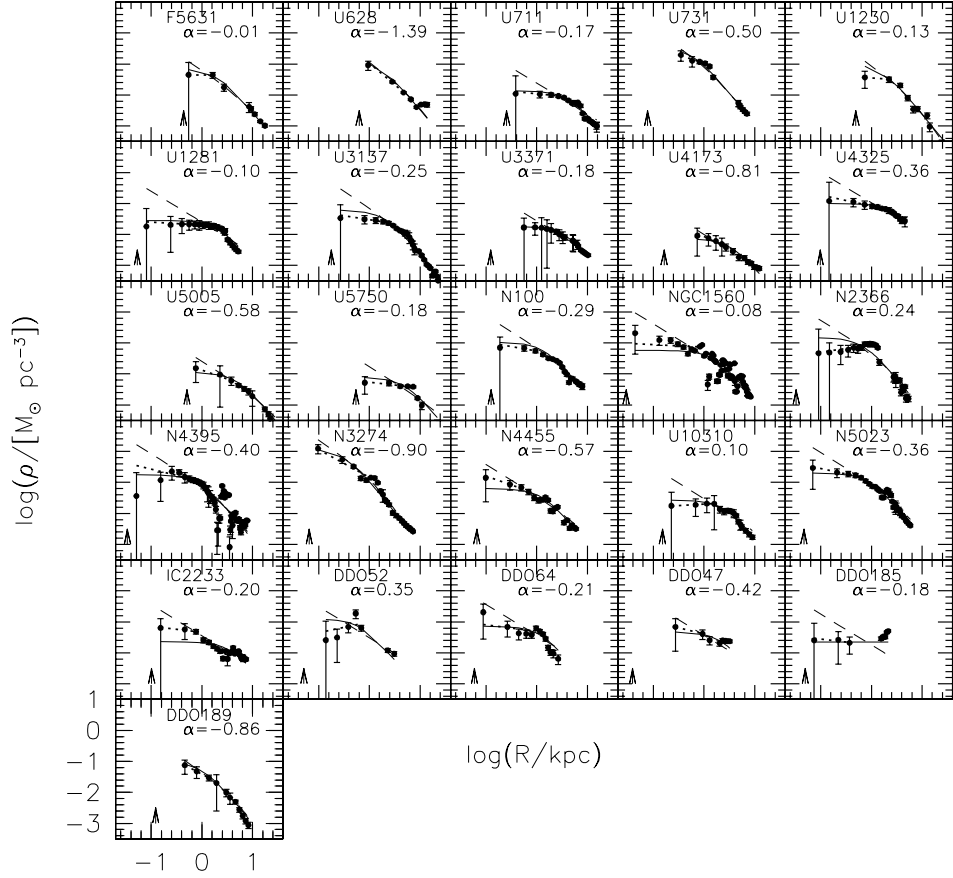 F5631 U628 U711 U731 U1230
α=−0.01 α=−1.39 α=−0.17 α=−0.50 α=−0.13
U1281 U3137 U3371 U4173 U4325
α=−0.10 α=−0.25 α=−0.18 α=−0.81 α=−0.36
U5005 U5750 N100 NGC1560 N2366
α=−0.58 α=−0.18 α=−0.29 α=−0.08 α=0.24
log(ρ/[M⊙ pc−3])
N4395 N3274 N4455 U10310 N5023
α=−0.40 α=−0.90 α=−0.57 α=0.10 α=−0.36
IC2233 DDO52 DDO64 DDO47 DDO185
α=−0.20 α=0.35 α=−0.21 α=−0.42 α=−0.18
1
DDO189
0 α=−0.86
log(R/kpc)
−1
−2
−3
−1 0 1